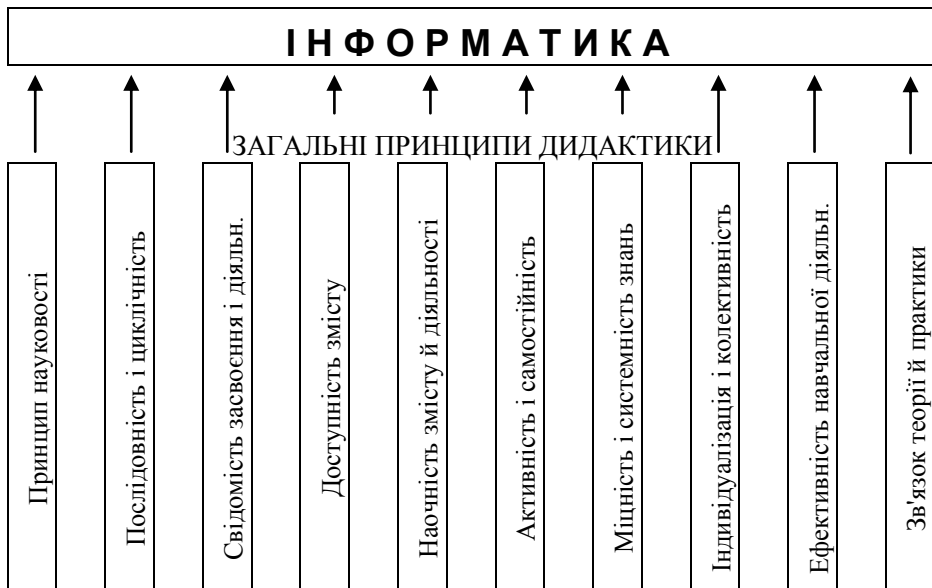 ІНФОРМАТИКА
ЗАГАЛЬНІ ПРИНЦИПИ ДИДАКТИКИ
Принцип науковості
Послідовність і циклічність
Свідомість засвоєння і діяльн.
Доступність змісту
Наочність змісту й діяльності
Активність і самостійність
Міцність і системність знань
Індивідуалізація і колективність
Ефективність навчальної діяльн.
Зв'язок теорії й практики